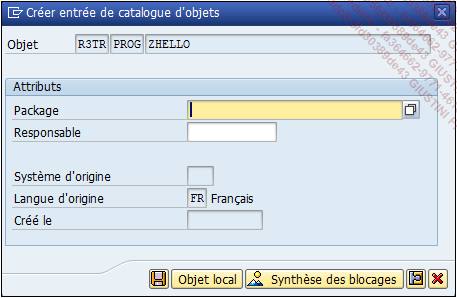 Créer entrée de catalogue d'objets
Objet R3TR PROG ZHELLO
Attributs
Package
Responsable
Système d'origine
Langue d'origine FR Français
Créé le
Objet local Synthèse des blocages